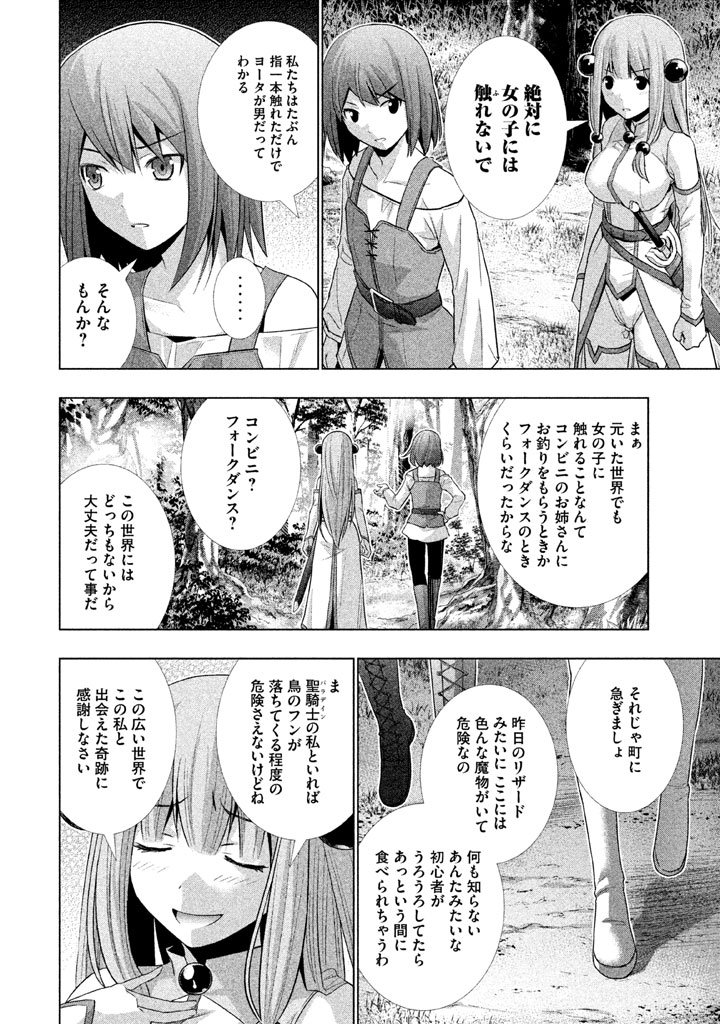 絶対に
女の子には
触れないで
ふ
私たちはたぶん
指一本触れただけで
ヨータが男だって
わかる
・・・・・・
そんな
もんか？
まぁ
元いた世界でも
女の子に
触れることなんて
コンビニのお姉さんに
お釣りをもらうときか
フォークダンスのとき
くらいだったからな
コンビニ？
フォークダンス？
この世界には
どっちもないから
大丈夫だって事だ
それじゃ町に
急ぎましょ
昨日のリザード
みたいに ここには
色んな魔物がいて
危険なの
何も知らない
あんたみたいな
初心者が
うろうろしてたら
あっという間に
食べられちゃうわ
ま
聖騎士の私といれば
パラディン
鳥のフンが
落ちてくる程度の
危険さえないけどね
この広い世界で
この私と
出会えた奇跡に
感謝しなさい